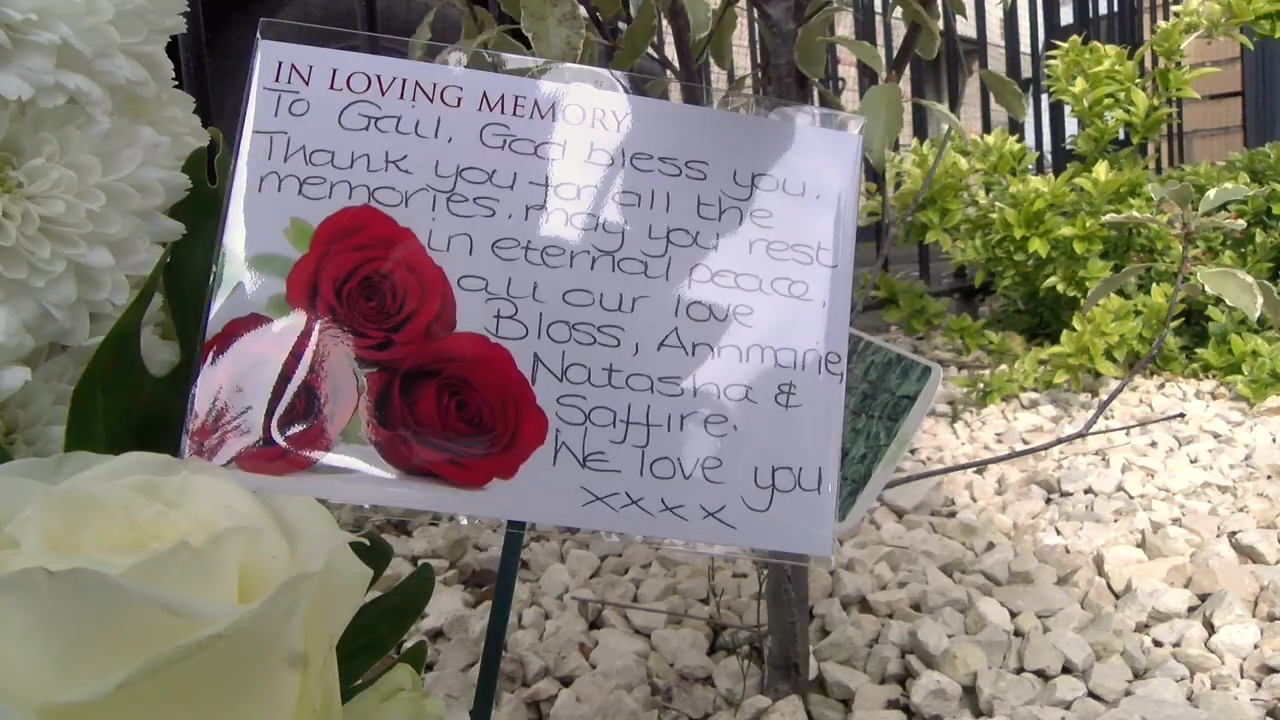 IN LOVING MEMORY
To Gail, God bless you.
Thank you for all the
memories. may you rest
in eternal peace,
all our love
Bloss, Annmarie,
Natasha &
Saffire.
WE love you
xxxx